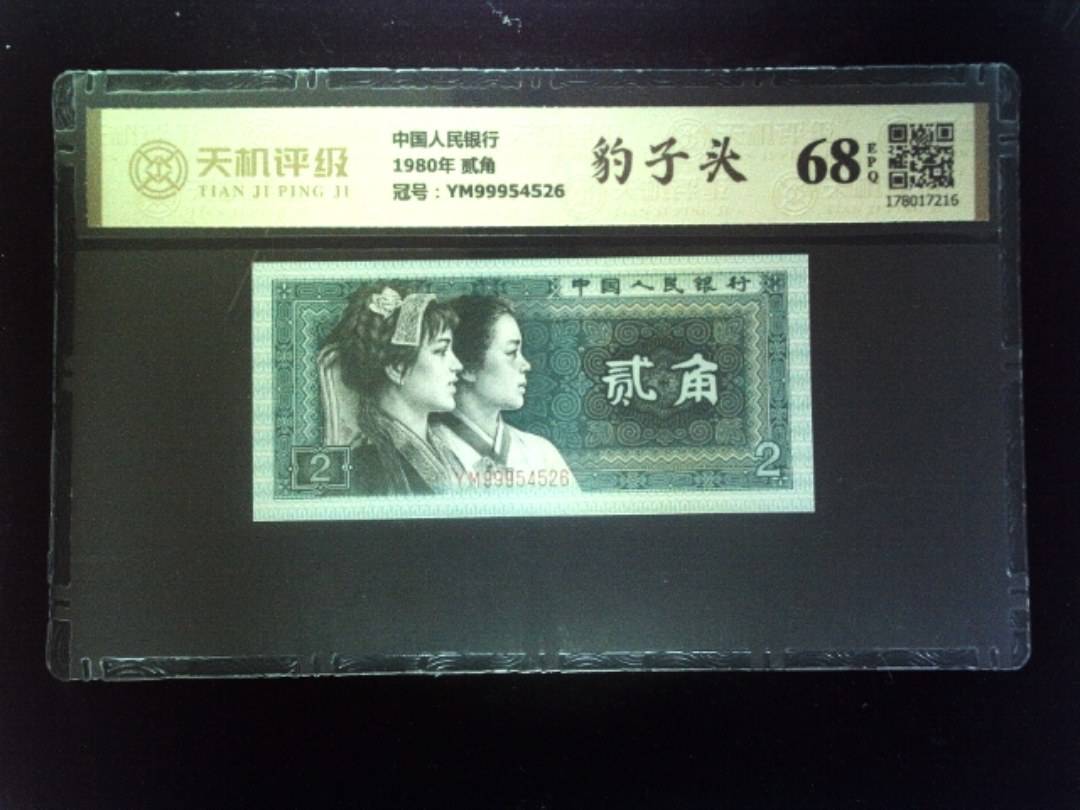 天机评级
TIAN JI PING JI
中国人民银行
1980年 贰角
冠号：YM99954526
豹子头
68
EPQ
178017216
中国人民银行
贰角
2
2
YM99954526